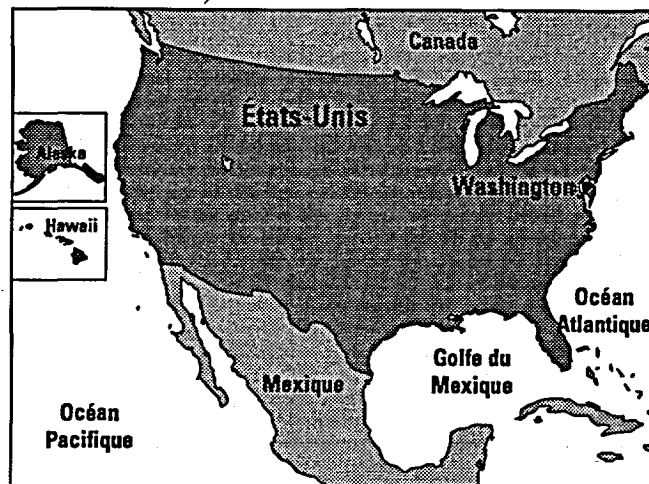 Canada
États-Unis
Alaska
Washington
Hawaii
Océan
Atlantique
Golfe du
Mexique
Mexique
Océan
Pacifique